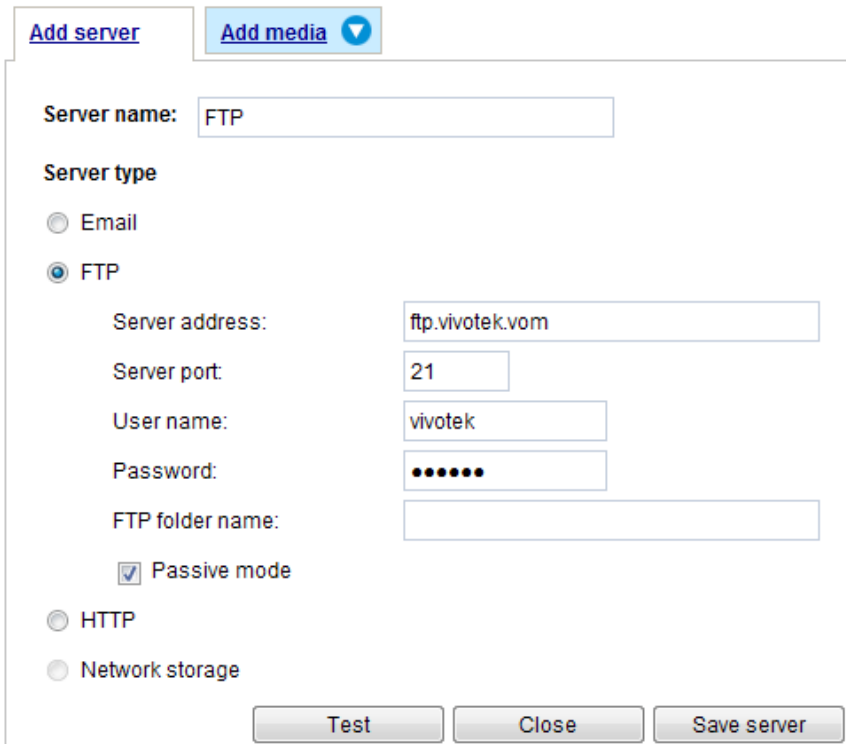 Add server Add media
Server name: FTP
Server type
Email
FTP
Server address: ftp.vivotek.vom
Server port: 21
User name: vivotek
Password: ••••••
FTP folder name:
Passive mode
HTTP
Network storage
Test Close Save server